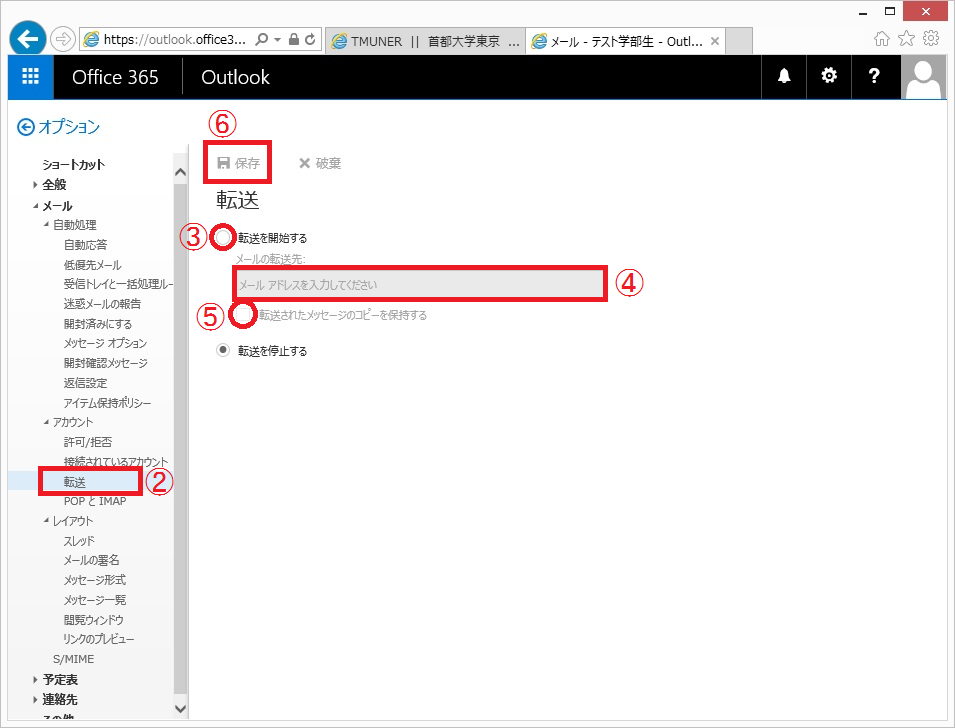 https://outlook.office3...
TMUNER || 首都大学東京 ...
メール - テスト学部生 - Outl...
Office 365
Outlook
?
オプション
ショートカット
全般
メール
自動処理
自動応答
低優先メール
受信トレイと一括処理ルー
迷惑メールの報告
開封済みにする
メッセージ オプション
開封確認メッセージ
返信設定
アイテム保持ポリシー
アカウント
許可/拒否
接続されているアカウント
転送
②
POP と IMAP
レイアウト
スレッド
メールの署名
メッセージ形式
メッセージ一覧
閲覧ウィンドウ
リンクのプレビュー
S/MIME
予定表
連絡先
その他
⑥
保存
破棄
転送
③
転送を開始する
メールの転送先:
メール アドレスを入力してください
④
⑤
転送されたメッセージのコピーを保持する
転送を停止する